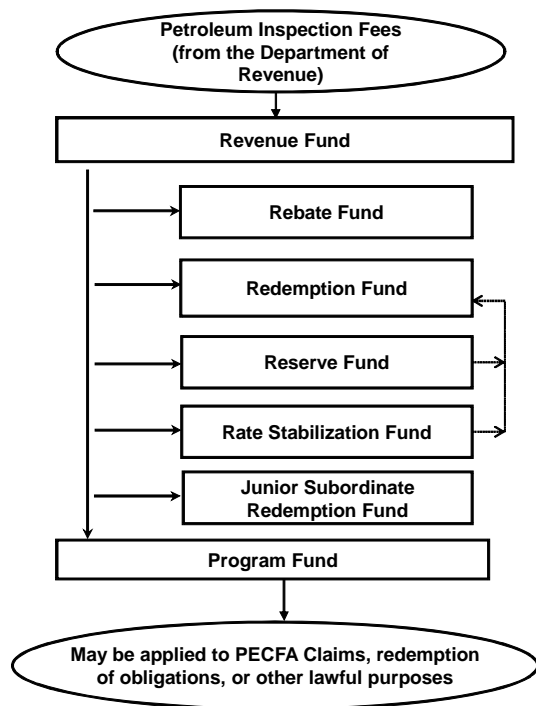 Petroleum Inspection Fees
(from the Department of
Revenue)
Revenue Fund
Rebate Fund
Redemption Fund
Reserve Fund
Rate Stabilization Fund
Junior Subordinate
Redemption Fund
Program Fund
May be applied to PECFA Claims, redemption
of obligations, or other lawful purposes